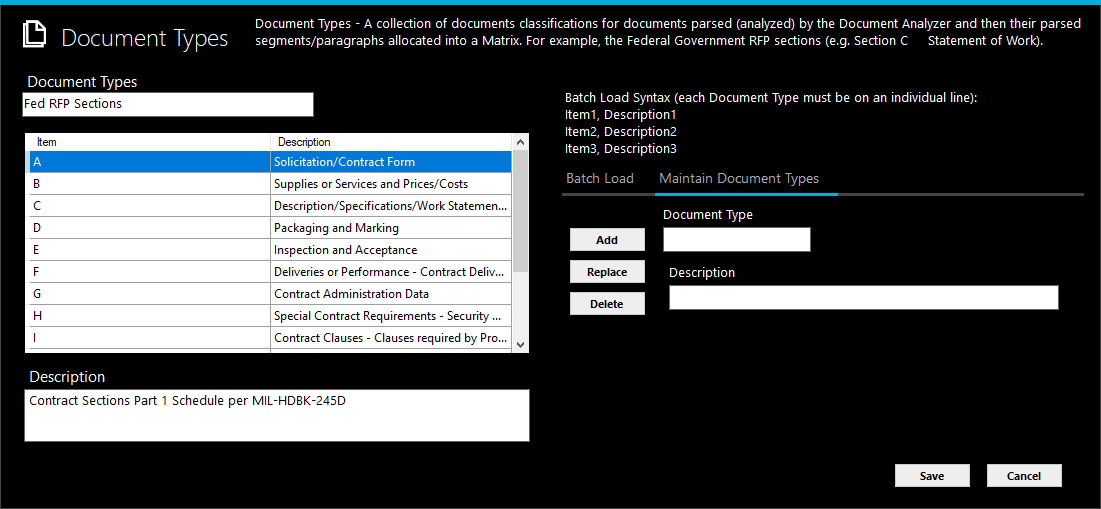 Document Types
Document Types - A collection of documents classifications for documents parsed (analyzed) by the Document Analyzer and then their parsed
segments/paragraphs allocated into a Matrix. For example, the Federal Government RFP sections (e.g. Section C Statement of Work).
Document Types
Fed RFP Sections
Item Description
A Solicitation/Contract Form
B Supplies or Services and Prices/Costs
C Description/Specifications/Work Statemen...
D Packaging and Marking
E Inspection and Acceptance
F Deliveries or Performance - Contract Deliv...
G Contract Administration Data
H Special Contract Requirements - Security ...
I Contract Clauses - Clauses required by Pro...
Description
Contract Sections Part 1 Schedule per MIL-HDBK-245D
Batch Load Syntax (each Document Type must be on an individual line):
Item1, Description1
Item2, Description2
Item3, Description3
Batch Load Maintain Document Types
Document Type
Add
Replace
Description
Delete
Save Cancel